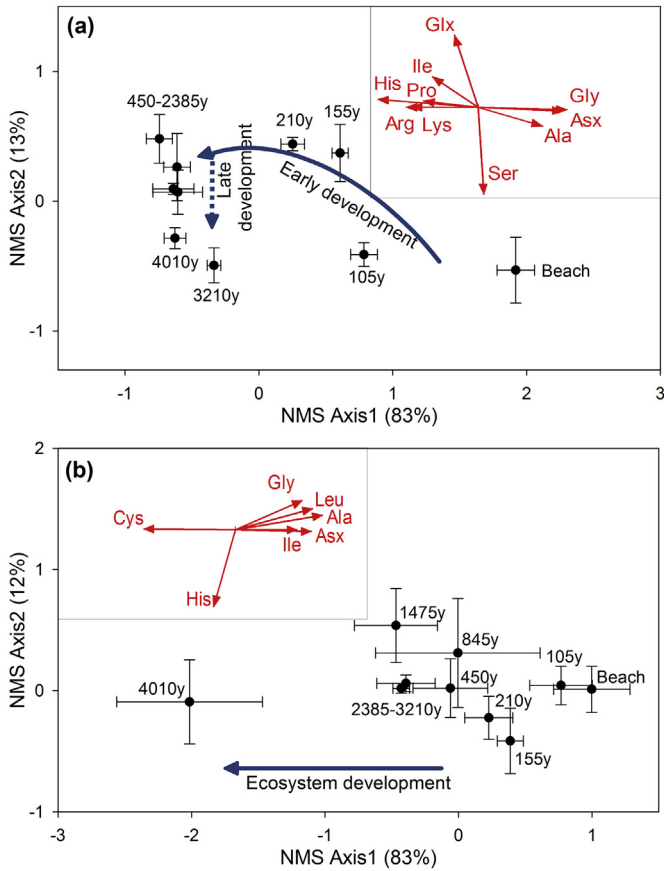 (a)
Glx
Ile
His
Pro
Gly
Arg
Lys
Asx
Ala
Ser
450-2385y
210y
155y
Late
development
Early development
4010y
3210y
105y
Beach
1
0
-1
NMS Axis2 (13%)
-1
0
1
2
3
NMS Axis1 (83%)
(b)
Gly
Leu
Cys
Ala
Ile
Asx
His
1475y
845y
4010y
450y
105y
Beach
2385-3210y
210y
155y
Ecosystem development
2
1
0
-1
NMS Axis2 (12%)
-3
-2
-1
0
1
NMS Axis1 (83%)